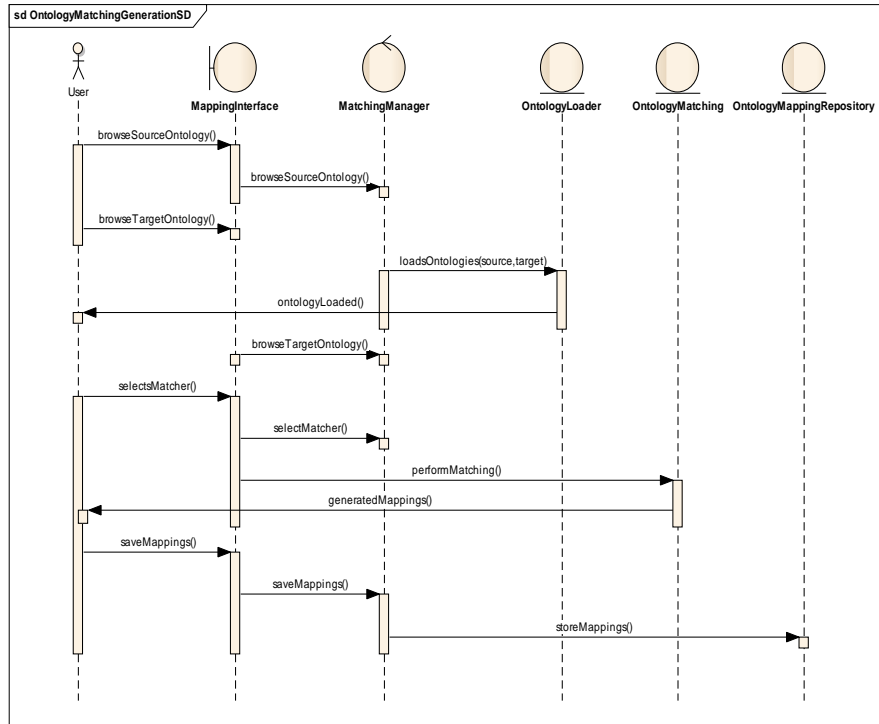 sd OntologyMatchingGenerationSD
User
MappingInterface
MatchingManager
OntologyLoader
OntologyMatching
OntologyMappingRepository
browseSourceOntology()
browseSourceOntology()
browseTargetOntology()
loadsOntologies(source,target)
ontologyLoaded()
browseTargetOntology()
selectsMatcher()
selectMatcher()
performMatching()
generatedMappings()
saveMappings()
saveMappings()
storeMappings()